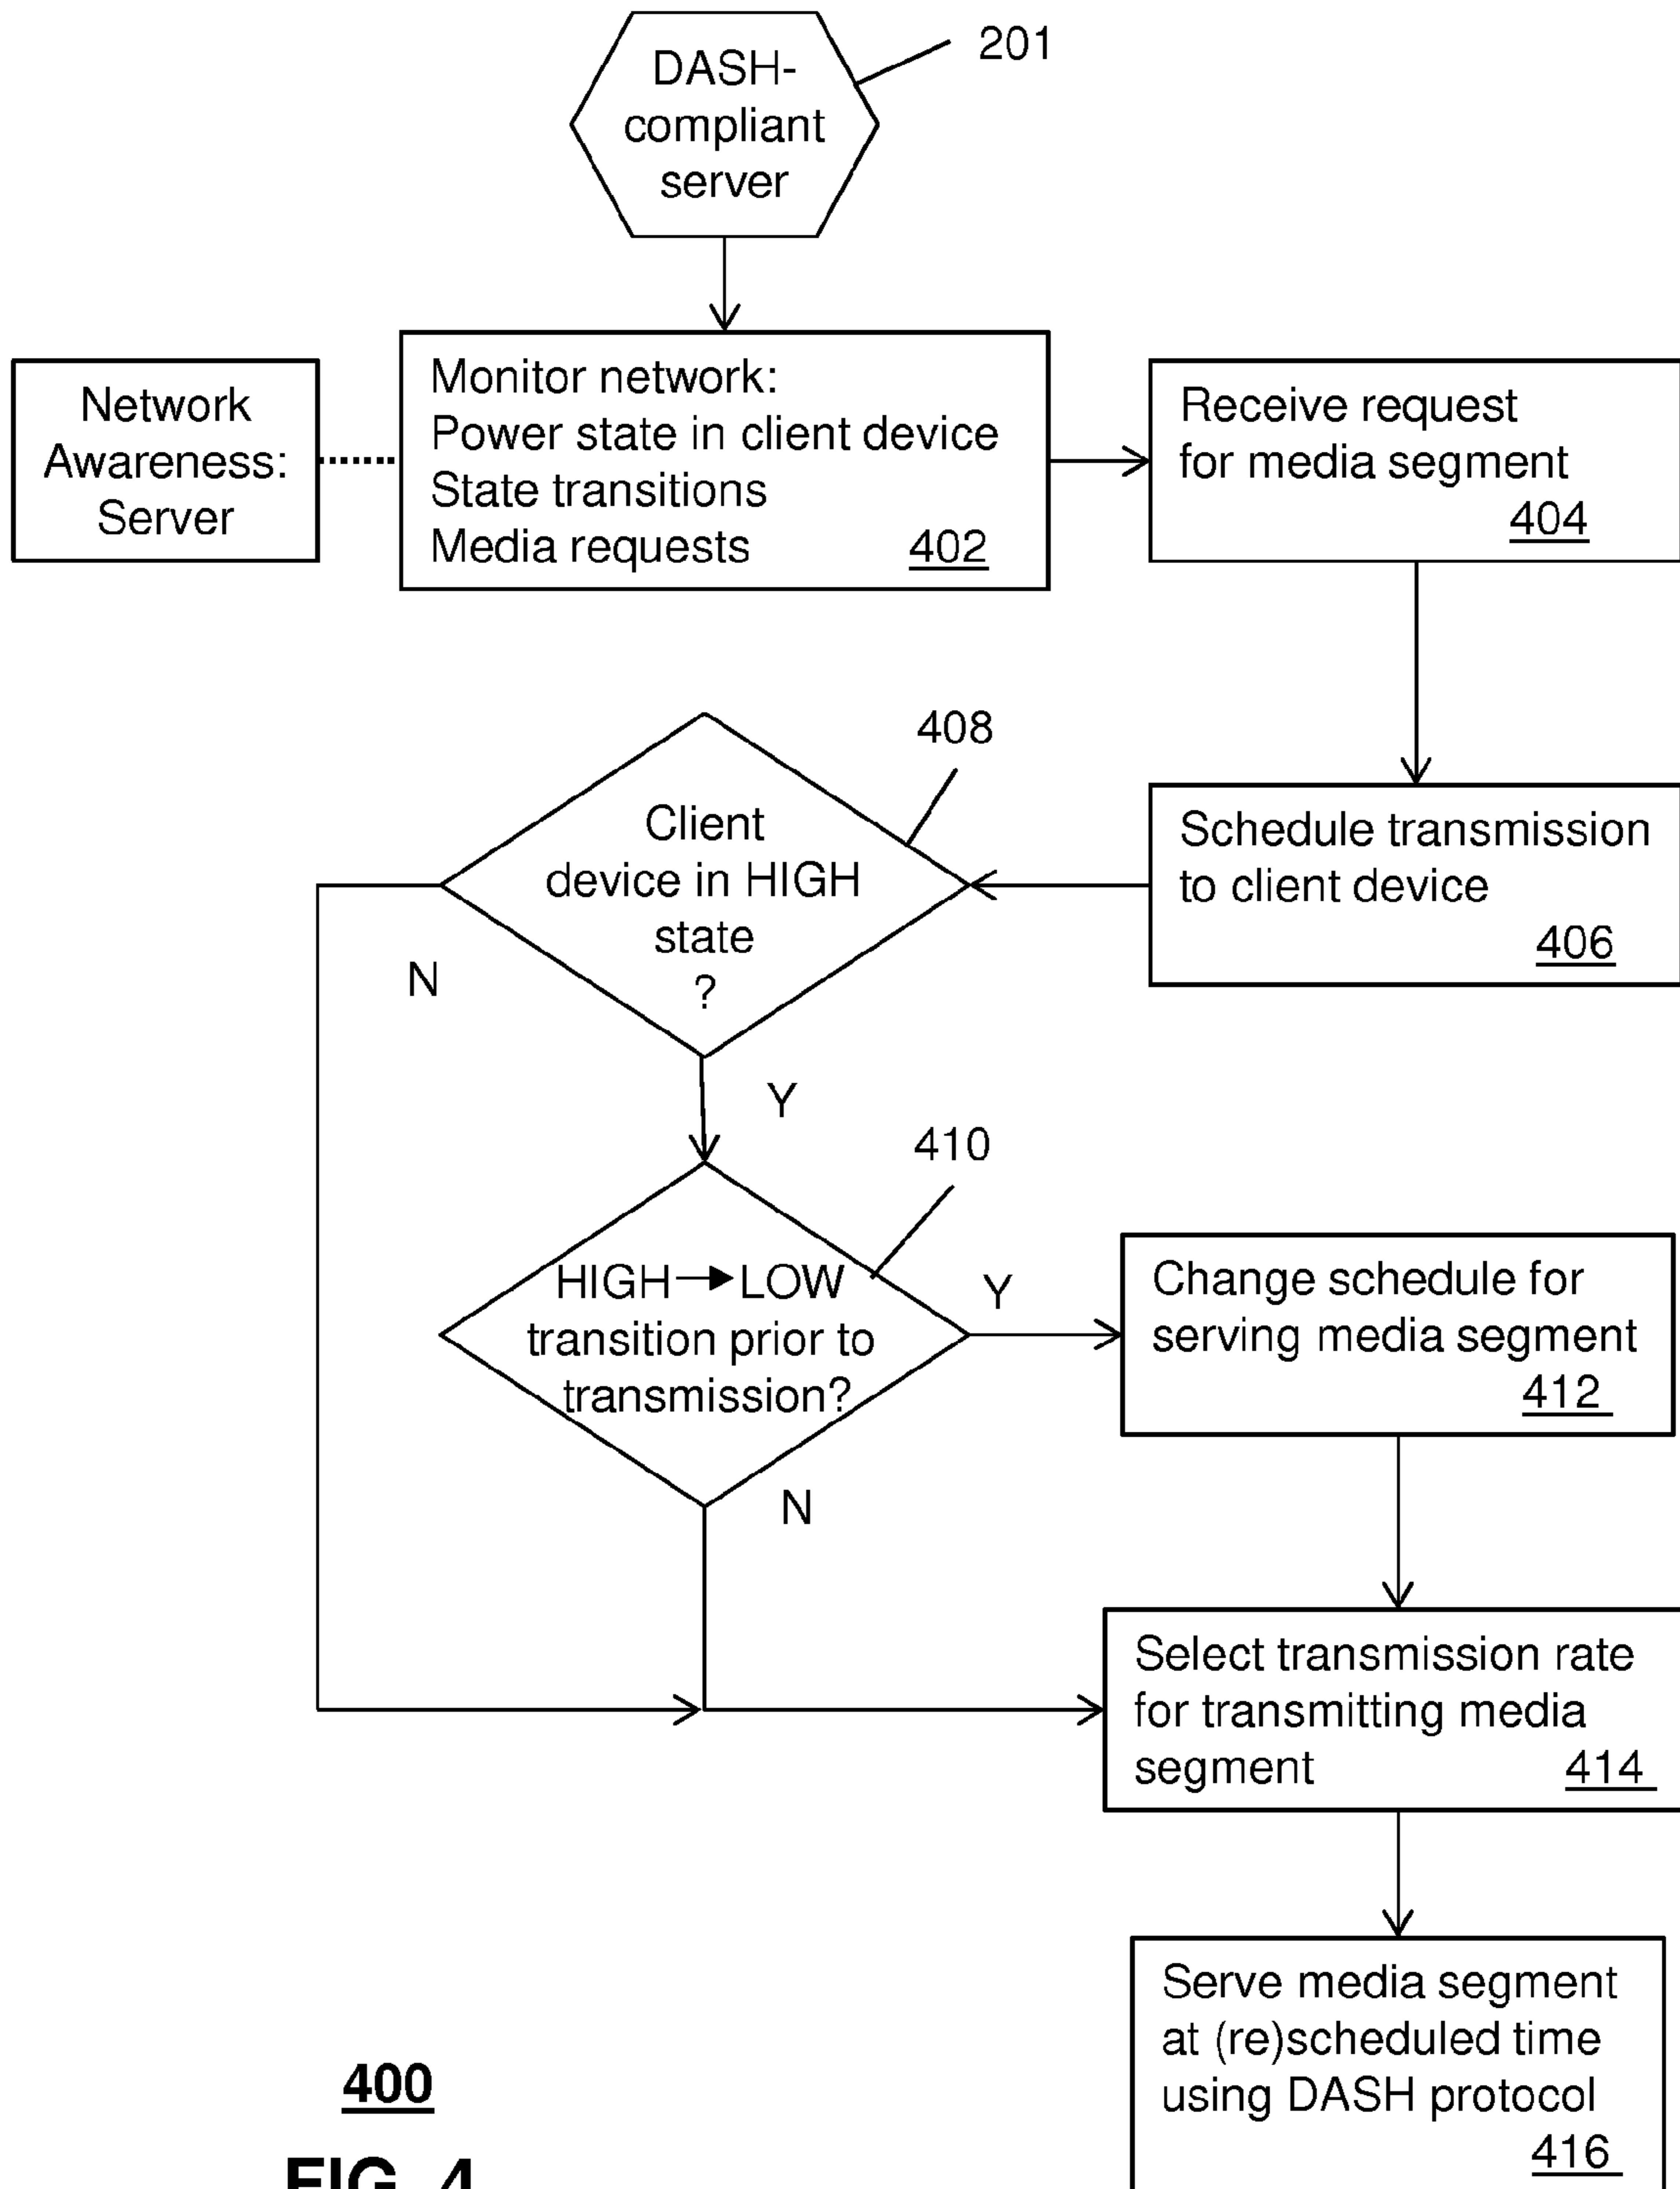 DASH-
compliant
server
201
Network
Awareness:
Server
Monitor network:
Power state in client device
State transitions
Media requests 402
Receive request
for media segment
404
Schedule transmission
to client device
406
408
Client
device in HIGH
state
?
N
Y
410
HIGH→LOW
transition prior to
transmission?
Y
N
Change schedule for
serving media segment
412
Select transmission rate
for transmitting media
segment 414
Serve media segment
at (re)scheduled time
using DASH protocol
416
400
FIG. 4